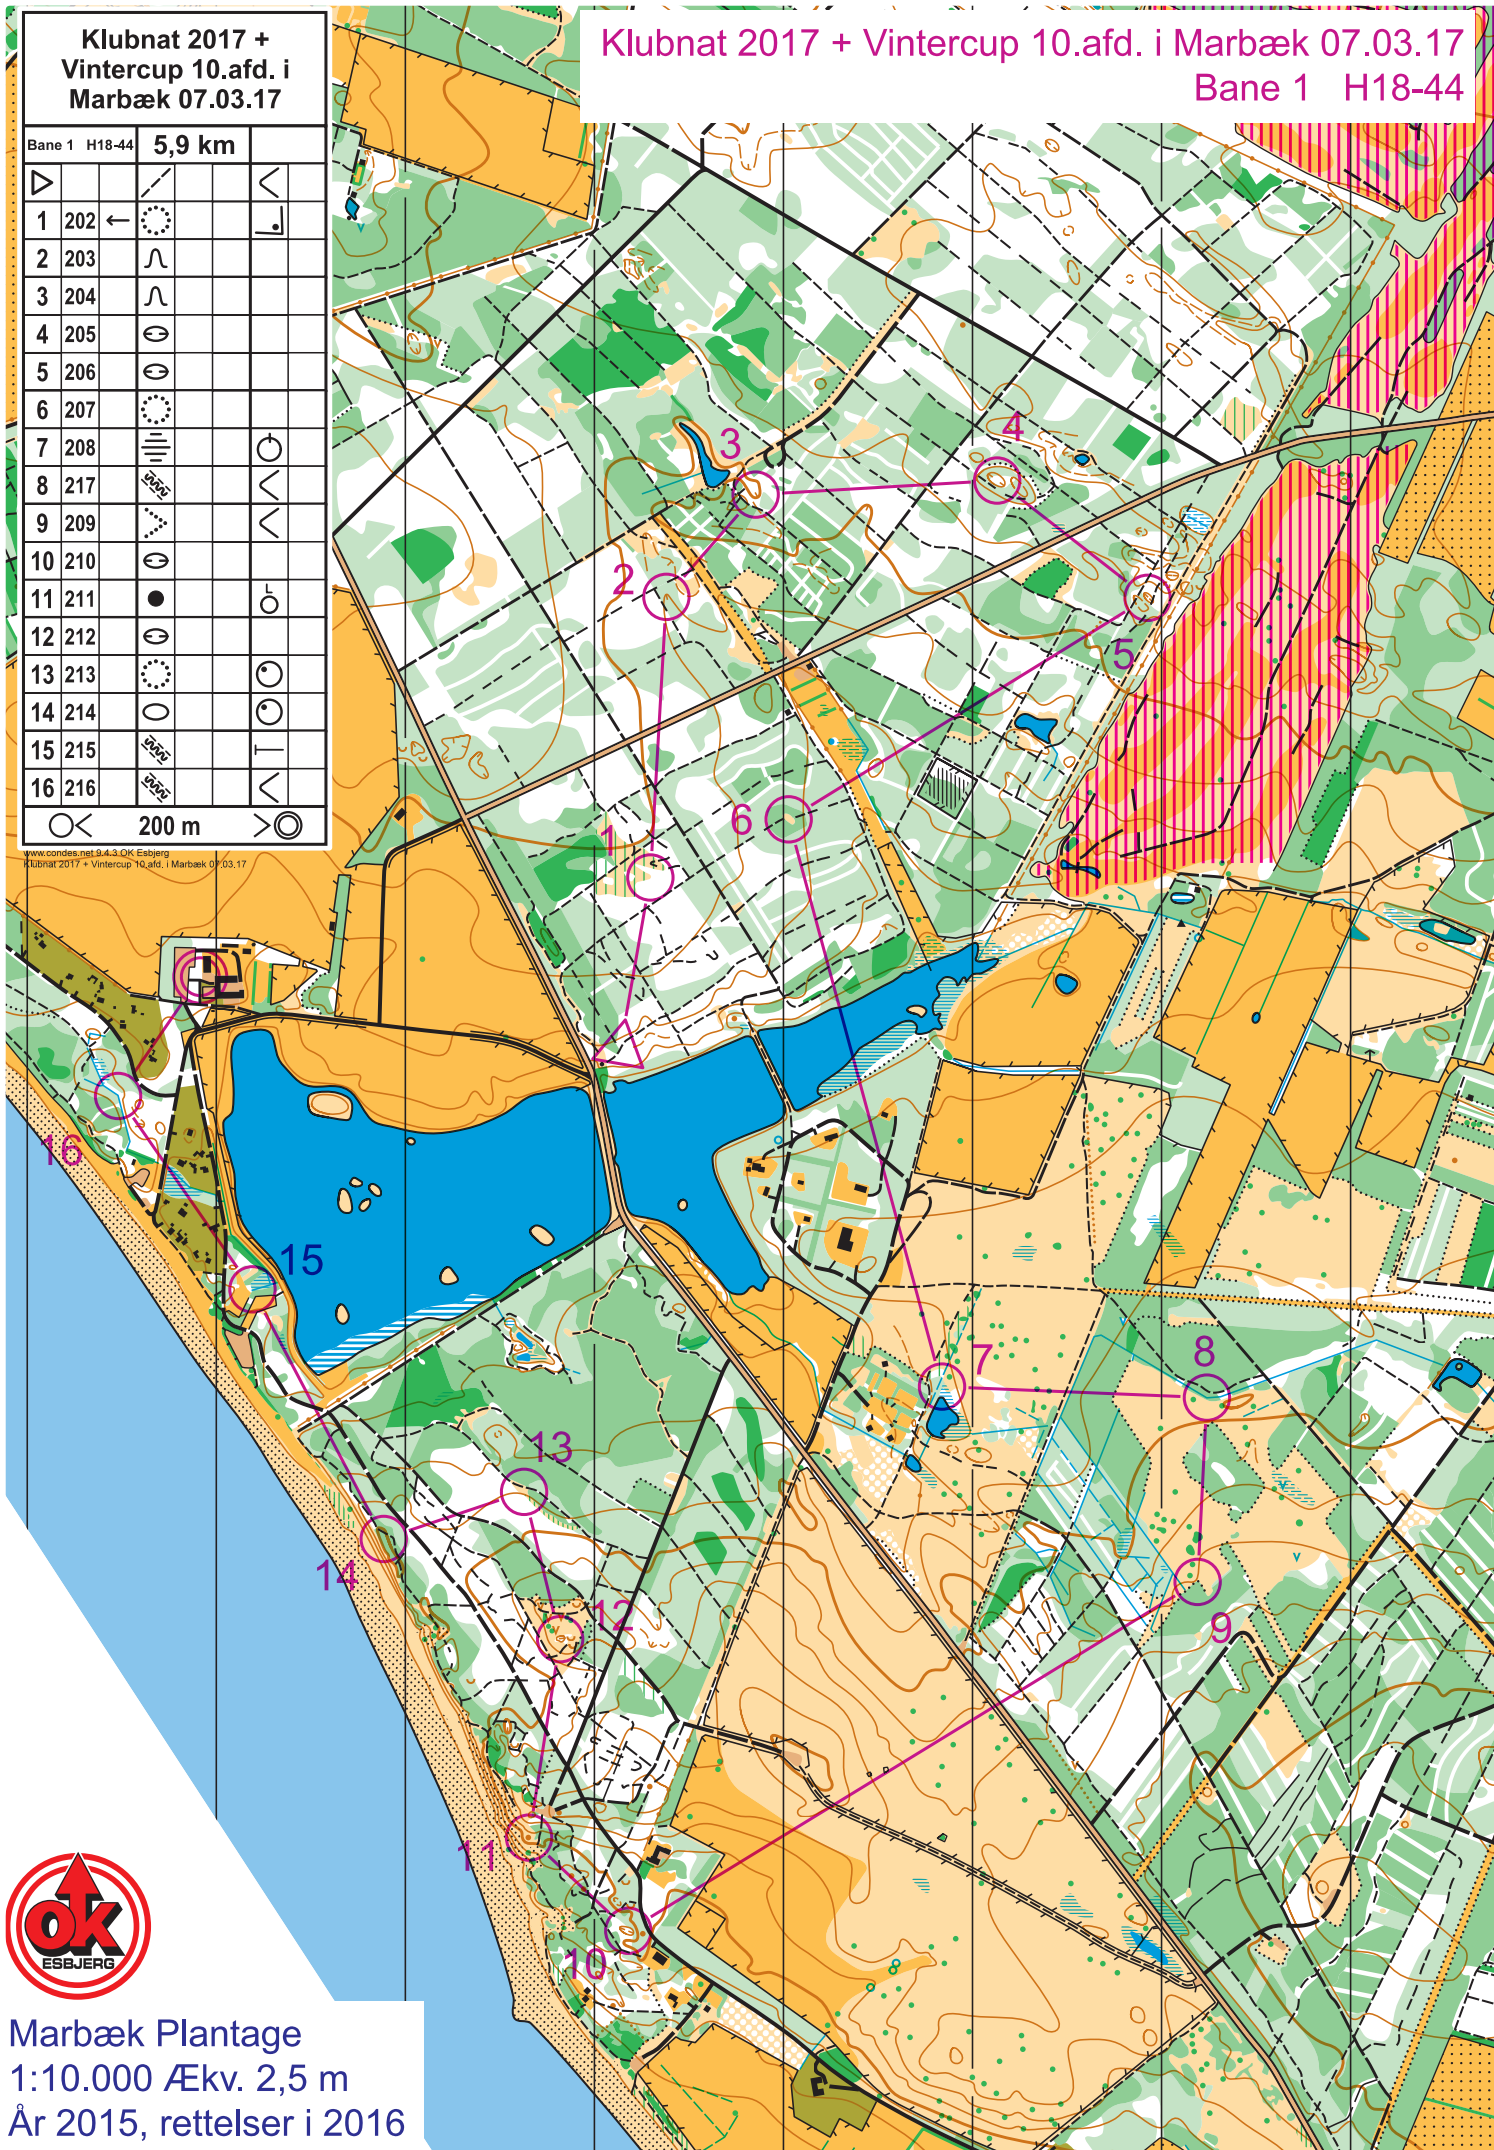 Klubnat 2017 +
Vintercup 10.afd. i
Marbæk 07.03.17
Bane 1 H18-44 5,9 km
1 202
2 203
3 204
4 205
5 206
6 207
7 208
8 217
9 209
10 210
11 211
12 212
13 213
14 214
15 215
16 216
200 m
www.condes.net 9.4.3 OK Esbjerg
Klubnat 2017 + Vintercup 10.afd. i Marbæk 07.03.17
Klubnat 2017 + Vintercup 10.afd. i Marbæk 07.03.17
Bane 1 H18-44
3
4
2
5
6
1
16
15
7
8
13
14
12
9
11
10
OK
ESBJERG
Marbæk Plantage
1:10.000 Ækv. 2,5 m
År 2015, rettelser i 2016